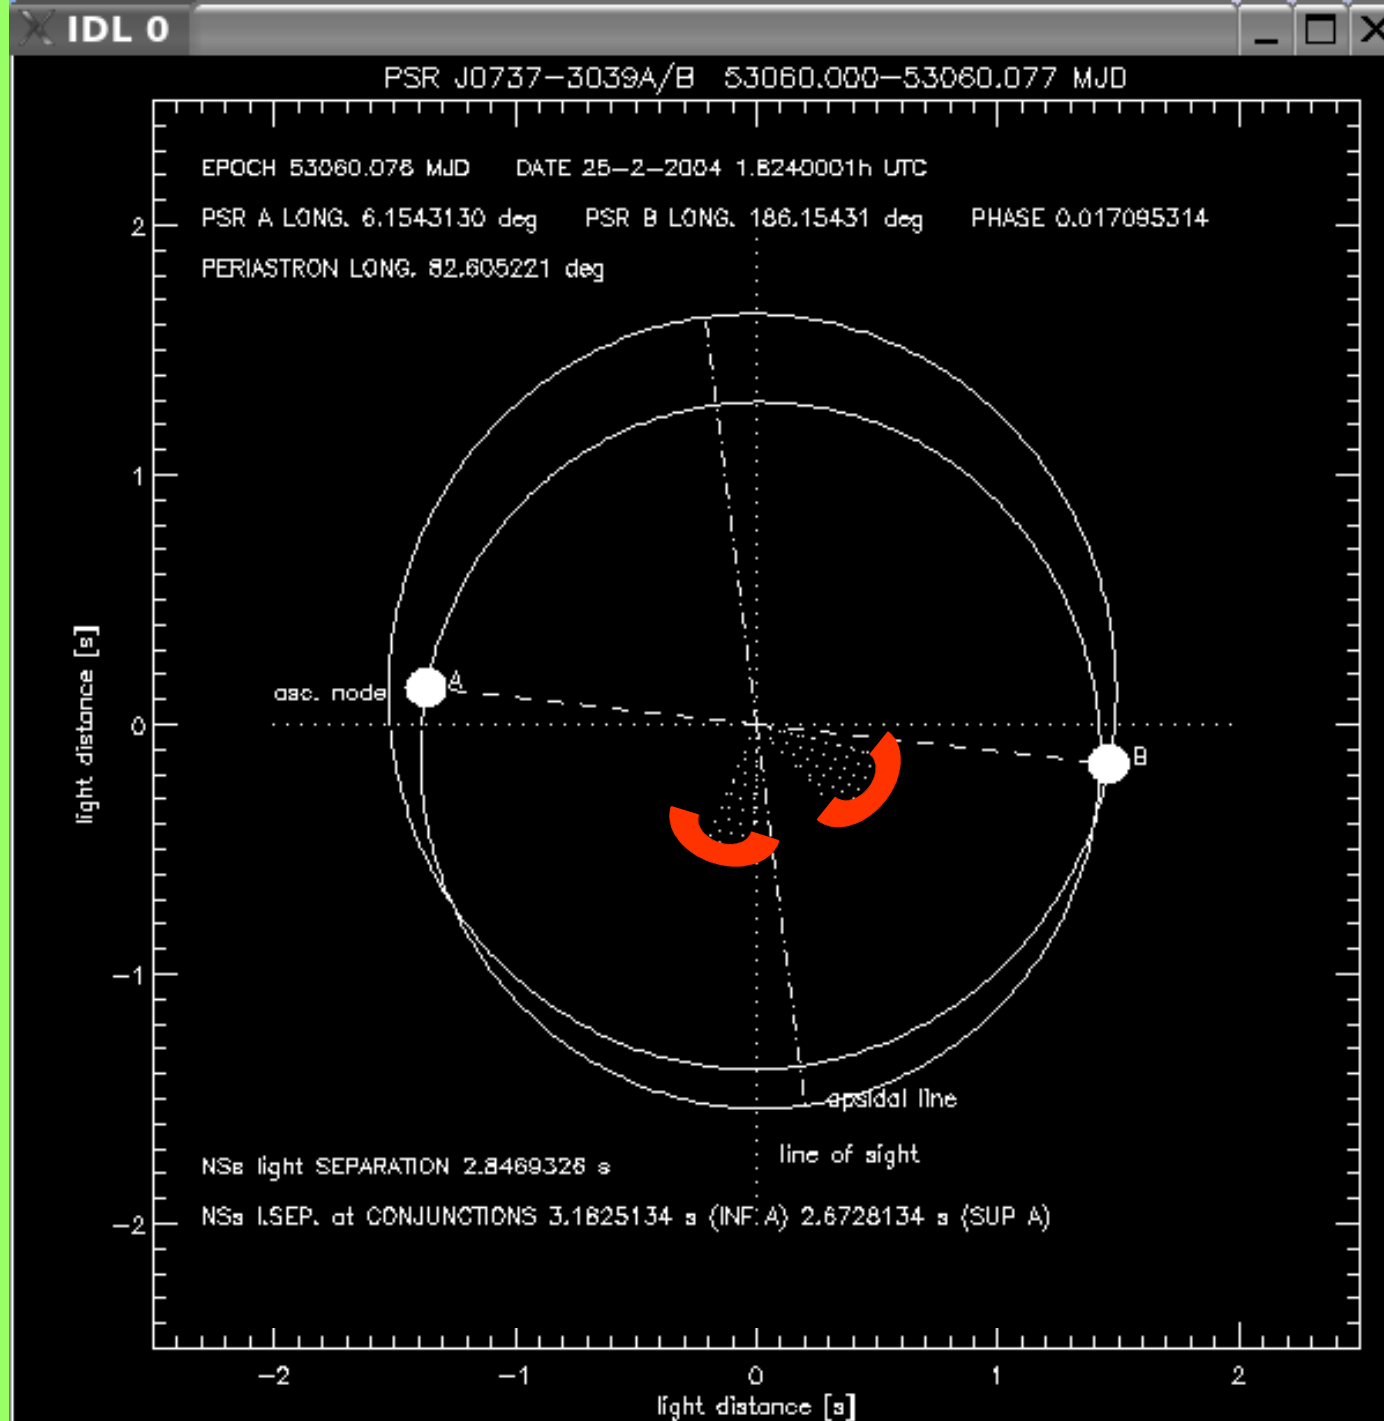 IDL 0
PSR J0737-3039A/B 53060.000-53060.077 MJD
EPOCH 53060.076 MJD DATE 25-2-2004 1.8240001h UTC
PSR A LONG. 6.1543130 deg PSR B LONG. 186.15431 deg PHASE 0.017095314
PERIASTRON LONG. 82.605221 deg
2
1
A
asc. node
0
B
light distance [s]
-1
apsidal line
line of sight
NSs light SEPARATION 2.8469326 s
NSs l.SEP. at CONJUNCTIONS 3.1625134 s (INF. A) 2.6728134 s (SUP A)
-2
-2 -1 0 1 2
light distance [s]